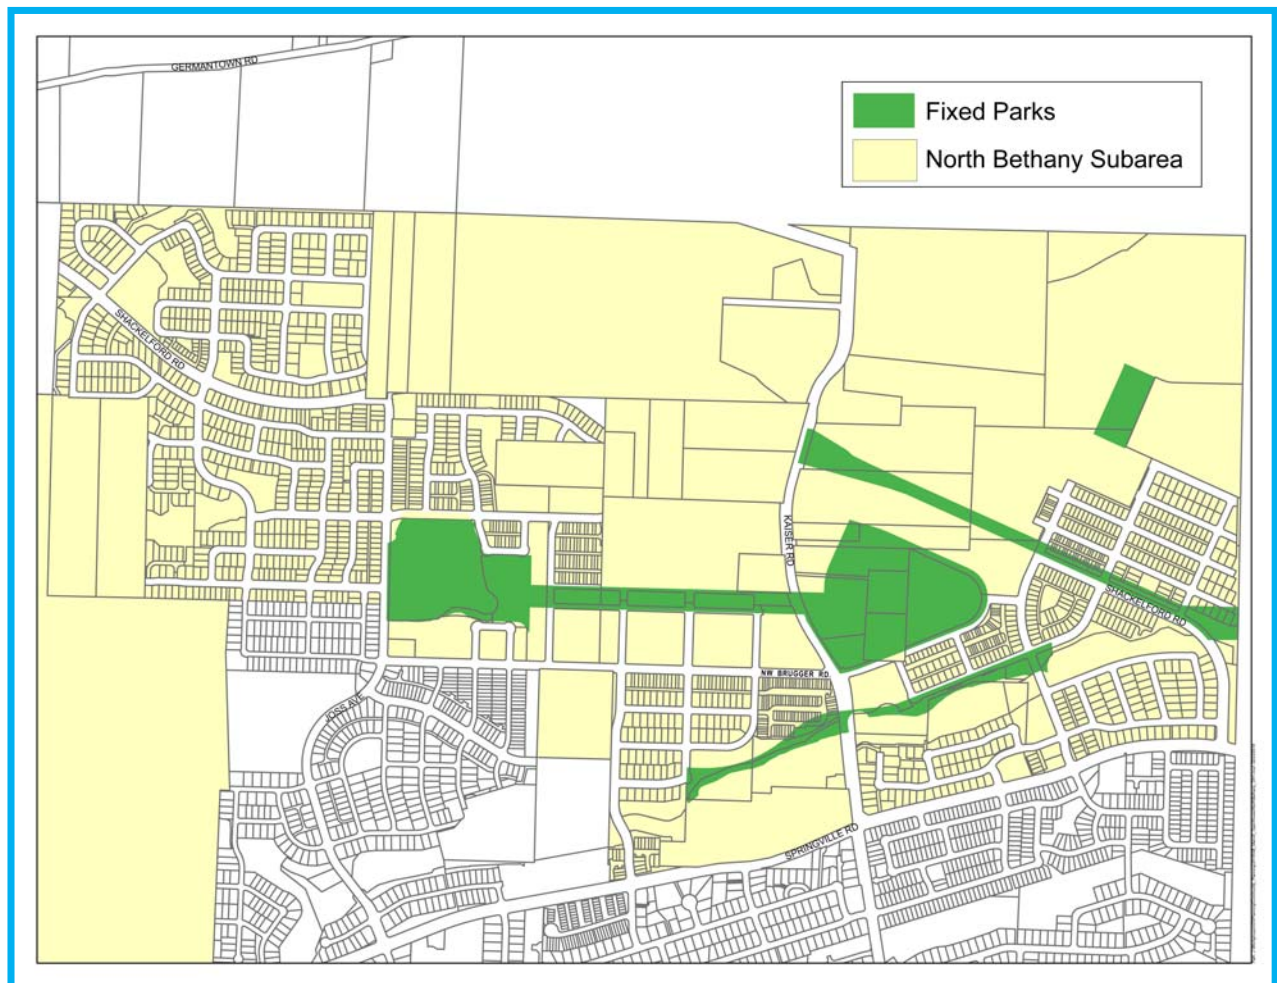 GERMANTOWN RD
Fixed Parks
North Bethany Subarea
SHACKELFORD RD
KAISER RD
SHACKELFORD RD
NW BRUGGER RD
JOSS AVE
SPRINGVILLE RD